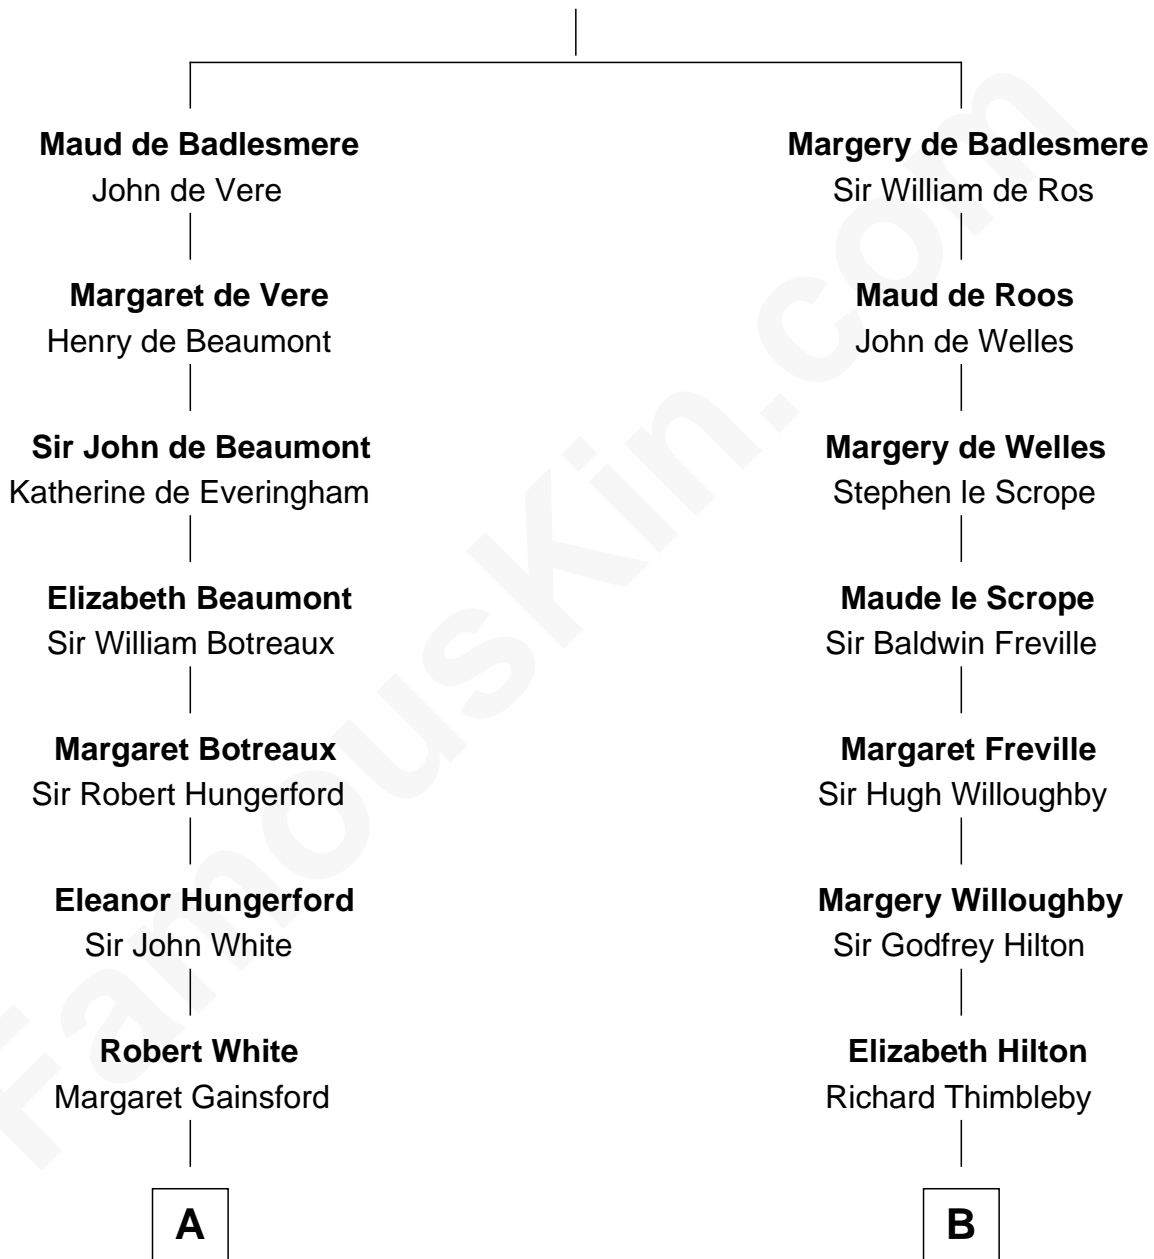 Maud de Badlesmere
John de Vere
Margaret de Vere
Henry de Beaumont
Sir John de Beaumont
Katherine de Everingham
Elizabeth Beaumont
Sir William Botreaux
Margaret Botreaux
Sir Robert Hungerford
Eleanor Hungerford
Sir John White
Robert White
Margaret Gainsford
A
Margery de Badlesmere
Sir William de Ros
Maud de Roos
John de Welles
Margery de Welles
Stephen le Scrope
Maude le Scrope
Sir Baldwin Freville
Margaret Freville
Sir Hugh Willoughby
Margery Willoughby
Sir Godfrey Hilton
Elizabeth Hilton
Richard Thimbleby
B
FamousKin.com